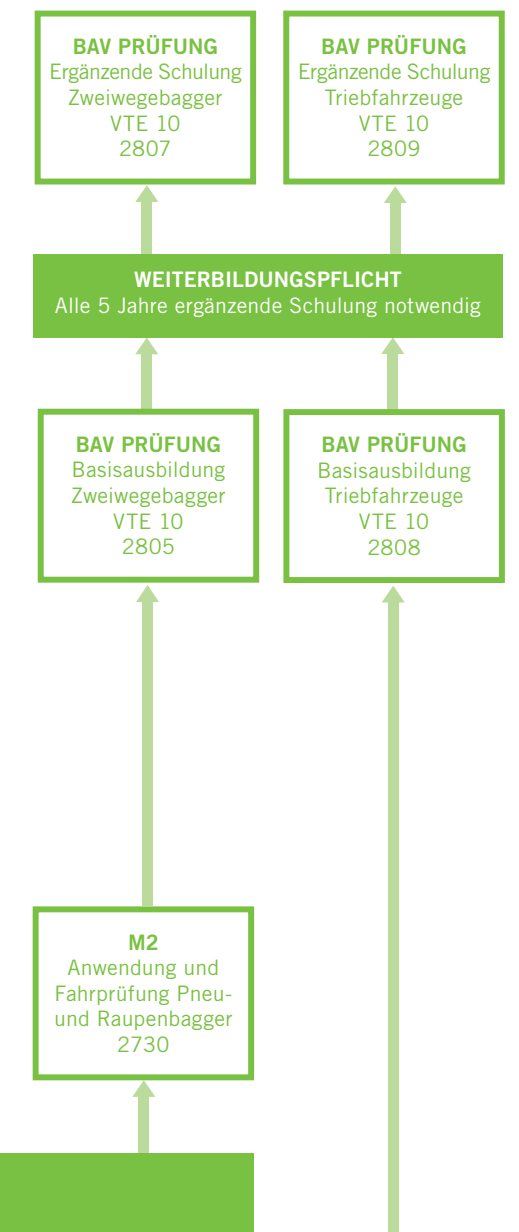 BAV PRÜFUNG
Ergänzende Schulung
Zweiwegebagger
VTE 10
2807
BAV PRÜFUNG
Ergänzende Schulung
Triebfahrzeuge
VTE 10
2809
WEITERBILDUNGSPFLICHT
Alle 5 Jahre ergänzende Schulung notwendig
BAV PRÜFUNG
Basisausbildung
Zweiwegebagger
VTE 10
2805
BAV PRÜFUNG
Basisausbildung
Triebfahrzeuge
VTE 10
2808
M2
Anwendung und
Fahrprüfung Pneu-
und Raupenbagger
2730